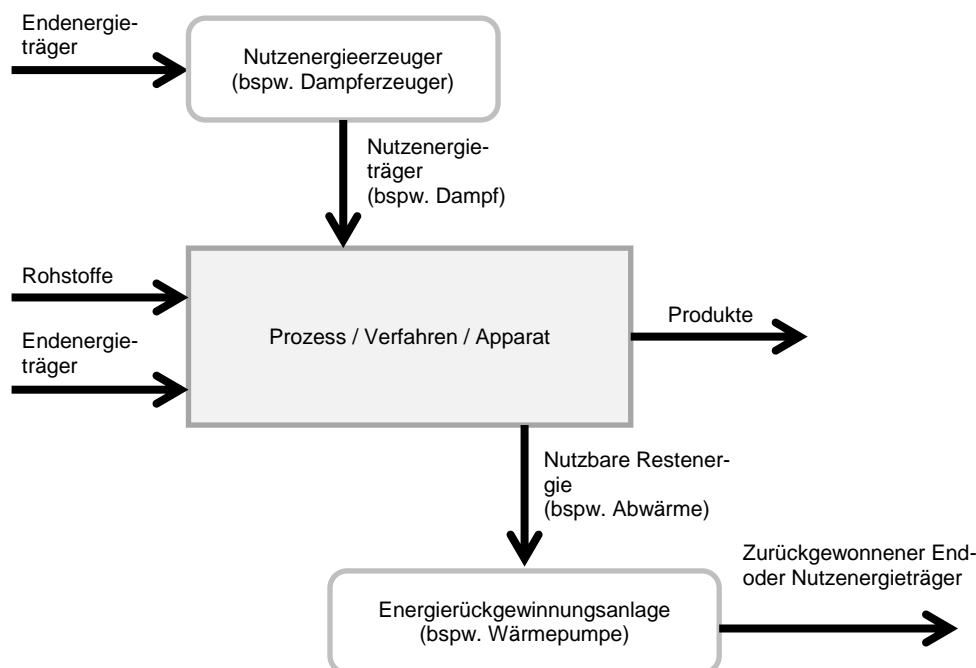 Endenergie-
träger
Nutzenergieerzeuger
(bspw. Dampferzeuger)
Nutzenergie-
träger
(bspw. Dampf)
Rohstoffe
Endenergie-
träger
Prozess / Verfahren / Apparat
Produkte
Nutzbare Restener-
gie
(bspw. Abwärme)
Zurückgewonnener End-
oder Nutzenergieträger
Energierückgewinnungsanlage
(bspw. Wärmepumpe)